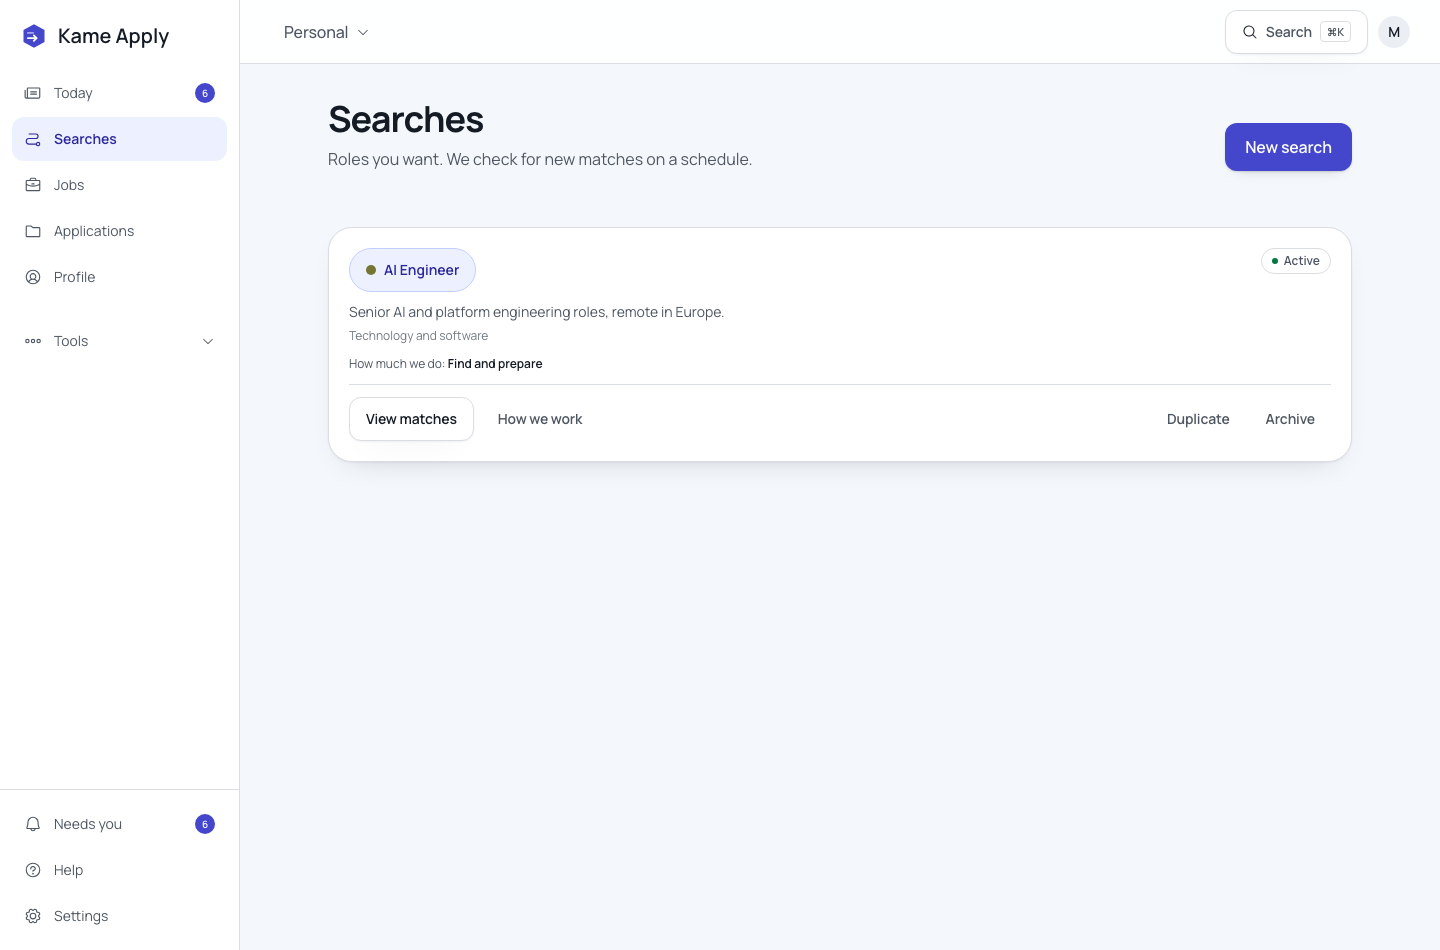 Kame Apply
Personal
Search ⌘K
M
Today 6
Searches
Jobs
Applications
Profile
Tools
Searches
Roles you want. We check for new matches on a schedule.
New search
AI Engineer
Active
Senior AI and platform engineering roles, remote in Europe.
Technology and software
How much we do: Find and prepare
View matches
How we work
Duplicate
Archive
Needs you 6
Help
Settings